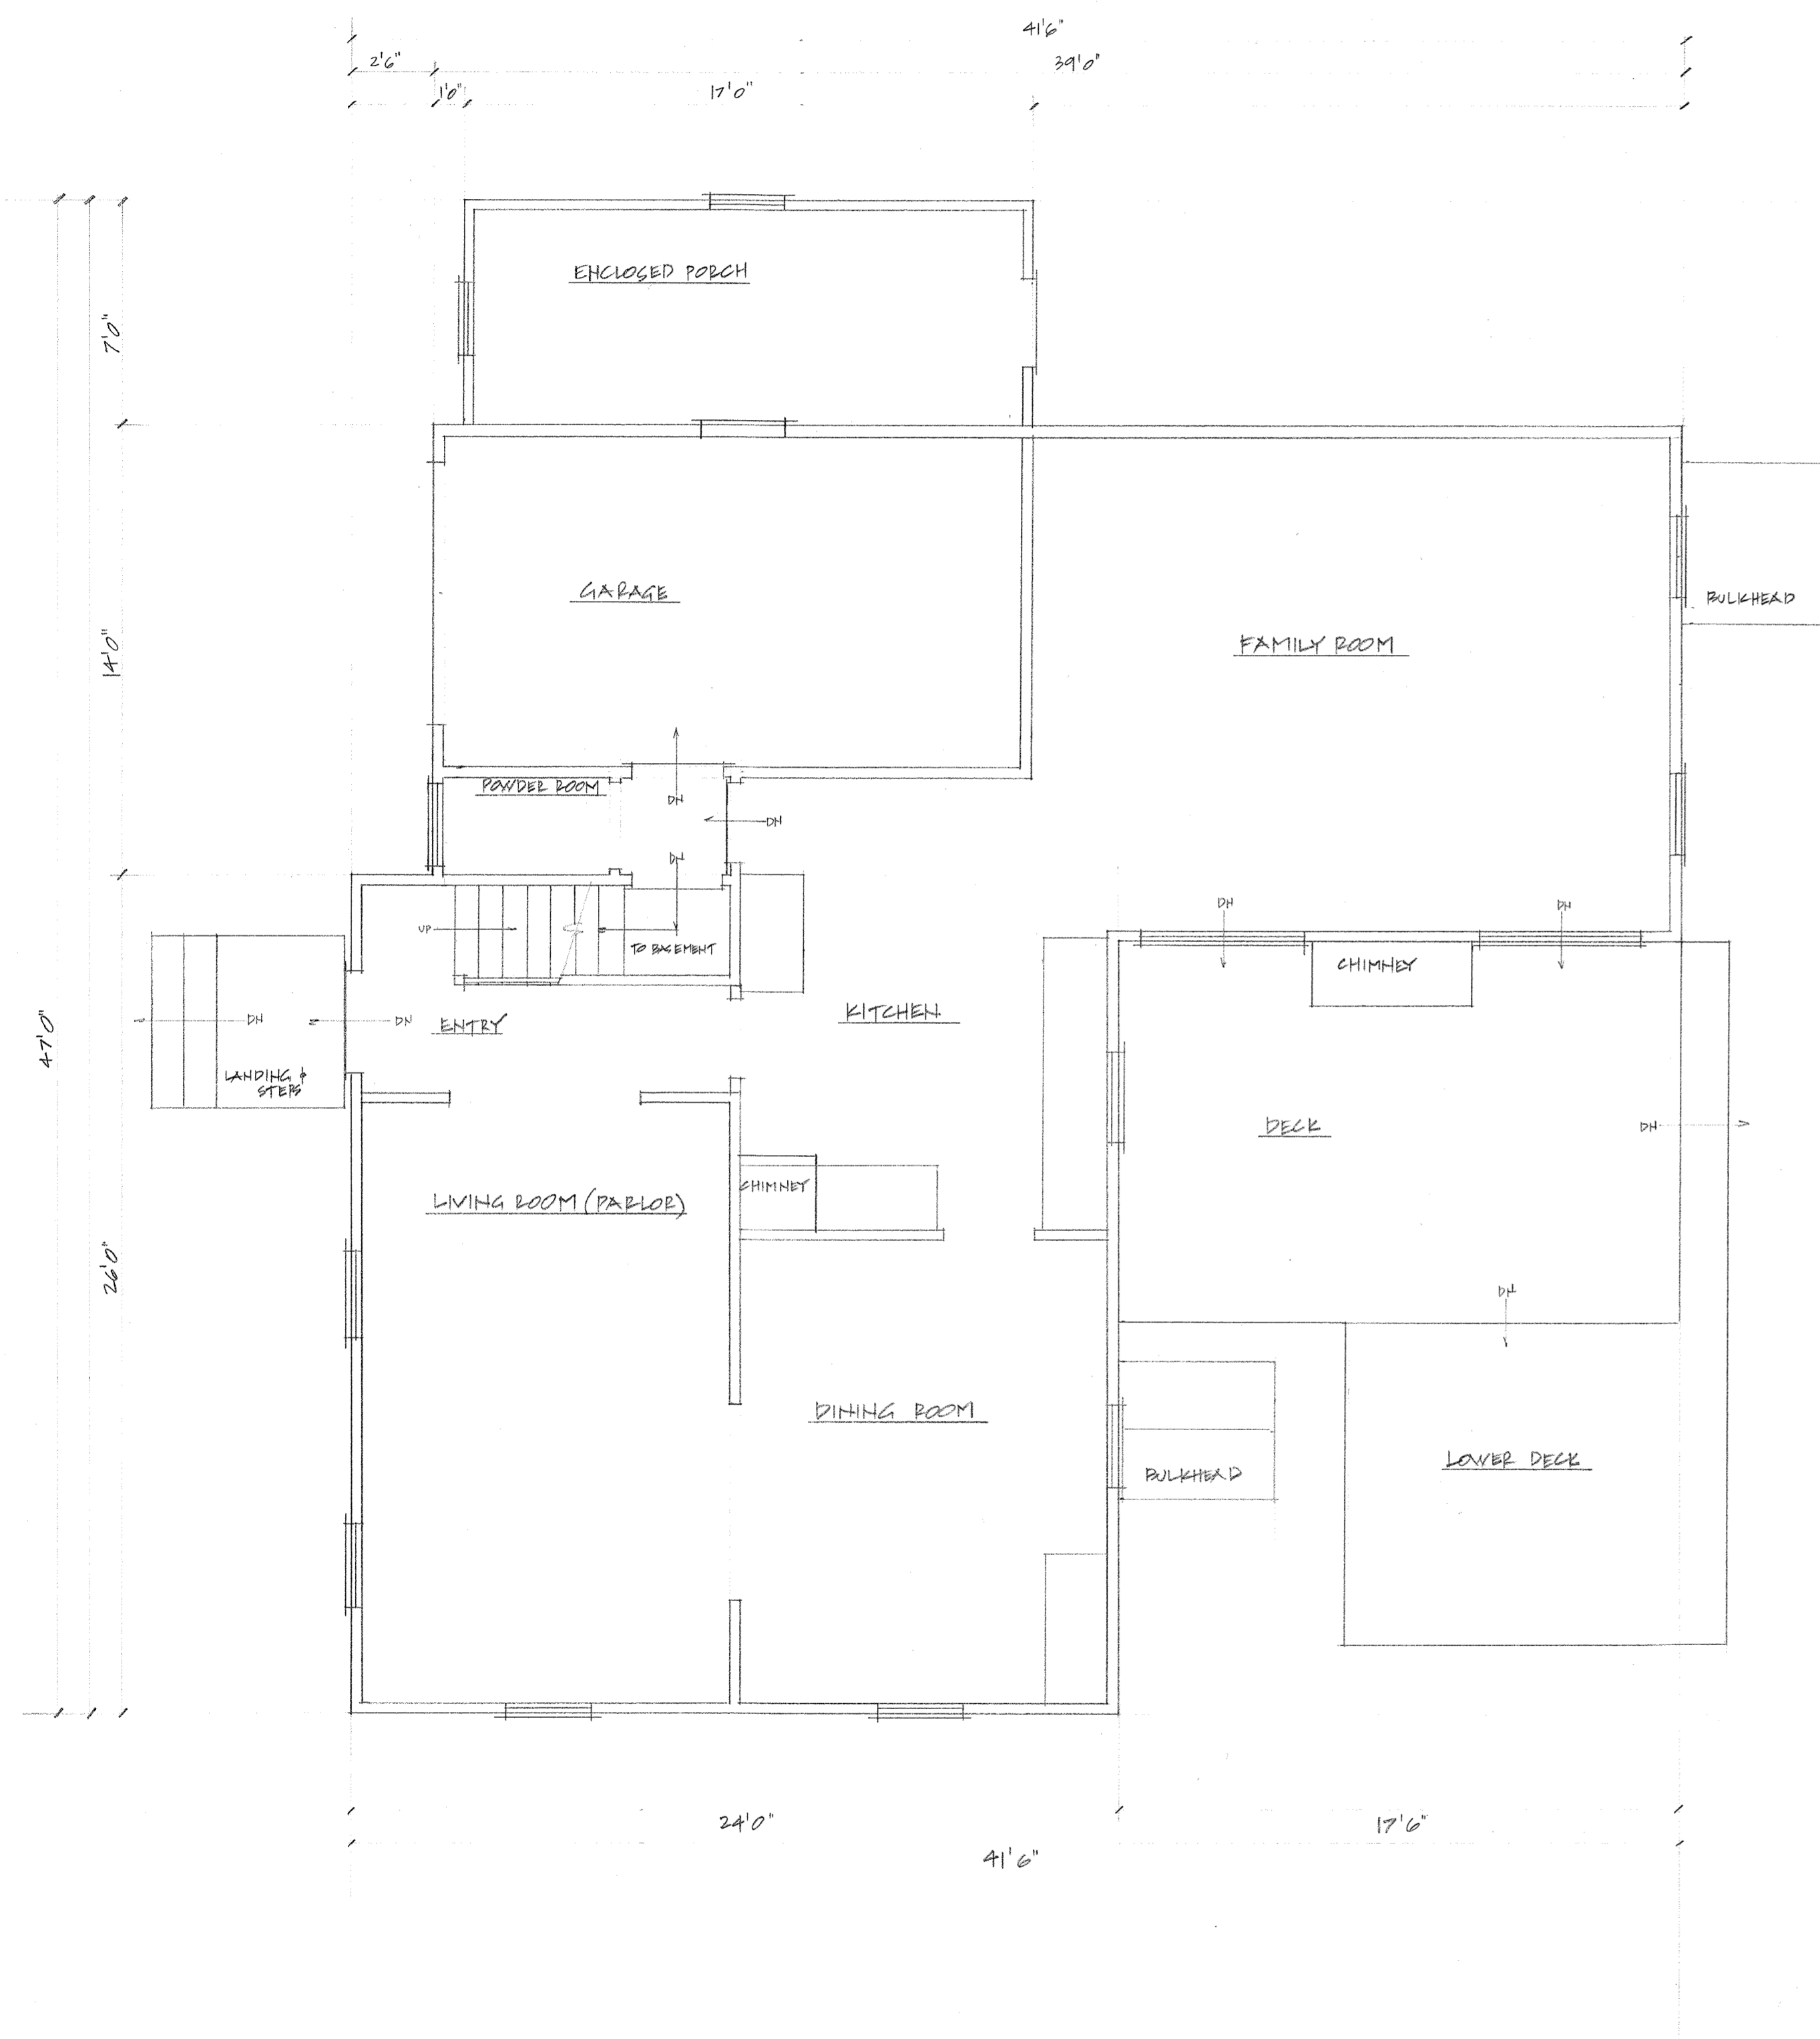 41'6"
2'6"
39'0"
1'0"
17'0"
ENCLOSED PORCH
7'0"
GARAGE
BULKHEAD
FAMILY ROOM
14'0"
POWDER ROOM
DN
DN
DN
DN
DN
UP
TO BASEMENT
CHIMNEY
KITCHEN
DN
DN
ENTRY
47'0"
LANDING &
STEPS
DECK
DN
CHIMNEY
LIVING ROOM (PARLOR)
26'0"
DN
DINING ROOM
LOWER DECK
BULKHEAD
24'0"
17'6"
41'6"